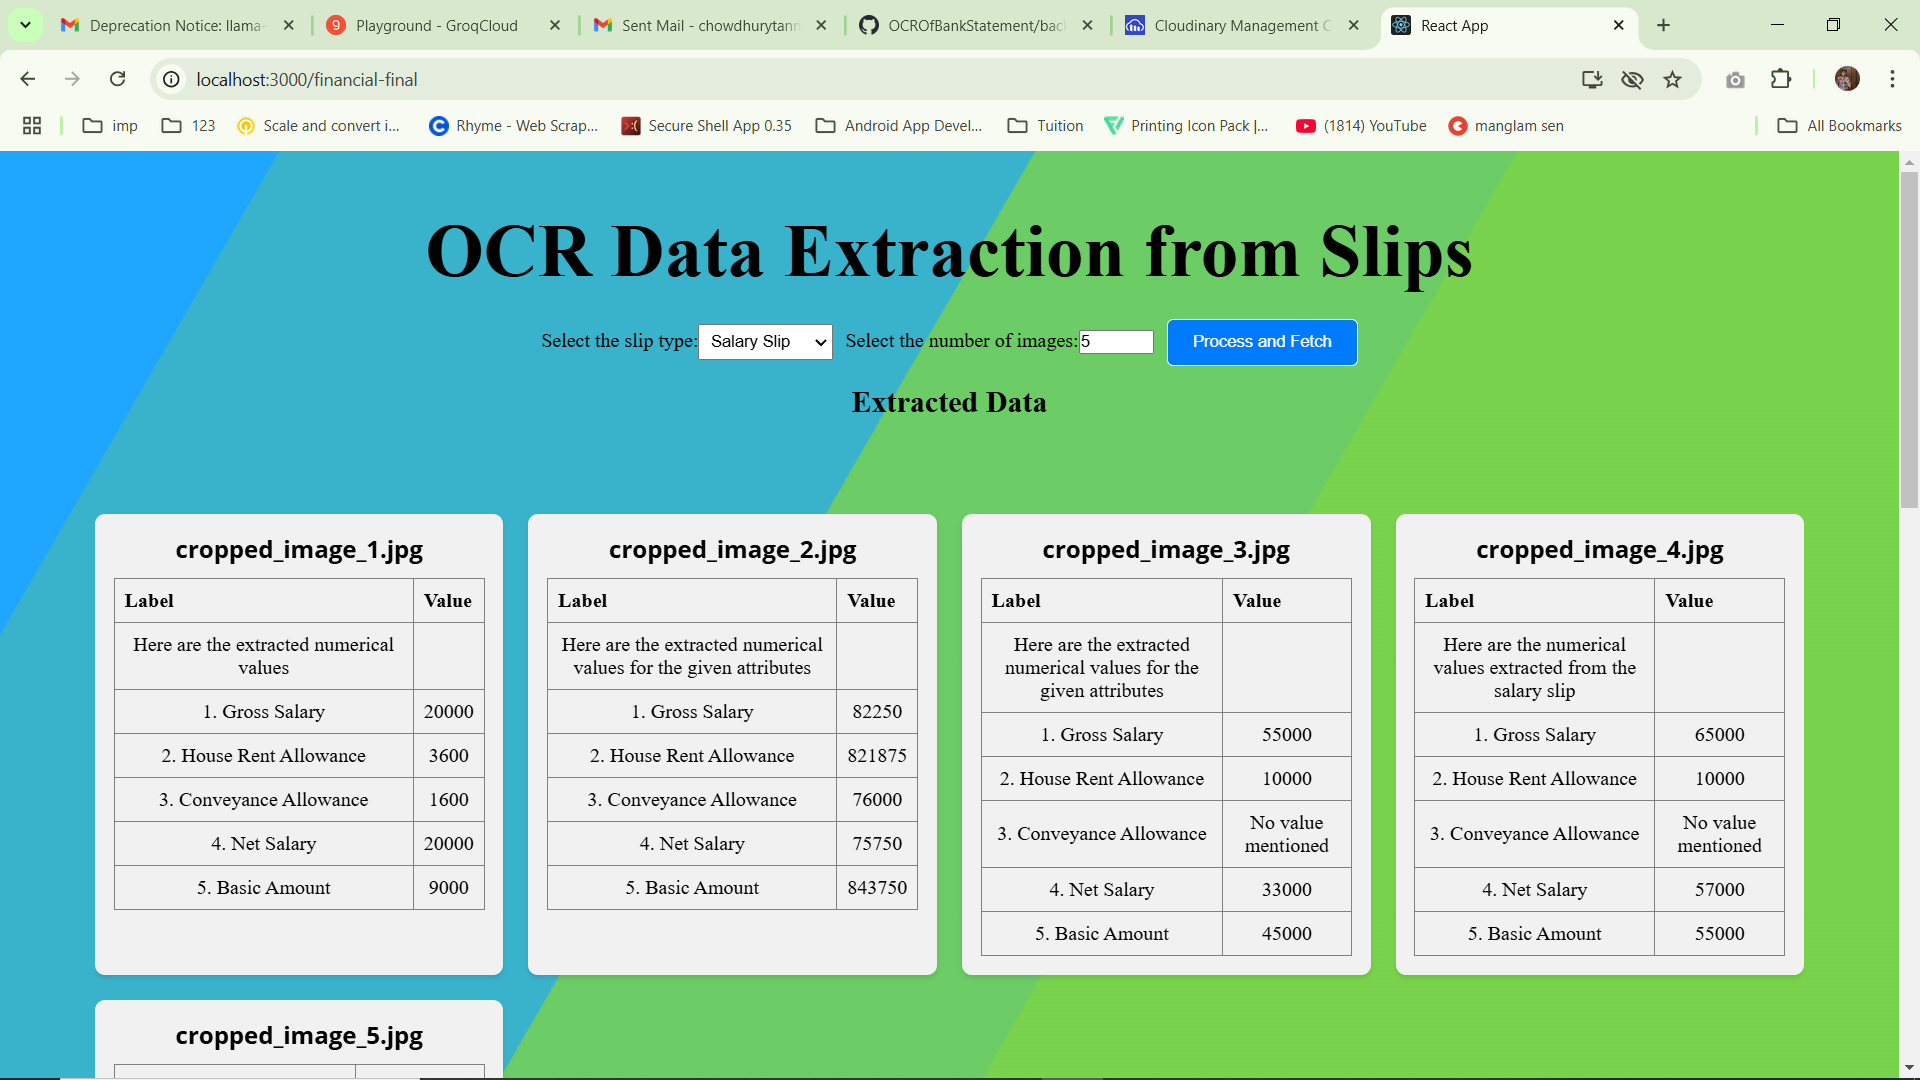 Deprecation Notice: llama-
Playground - GroqCloud
Sent Mail - chowdhurytann
OCROfBankStatement/back
Cloudinary Management C
React App
localhost:3000/financial-final
imp
123
Scale and convert i...
Rhyme - Web Scrap...
Secure Shell App 0.35
Android App Devel...
Tuition
Printing Icon Pack |...
(1814) YouTube
manglam sen
All Bookmarks
OCR Data Extraction from Slips
Select the slip type: Salary Slip Select the number of images: 5 Process and Fetch
Extracted Data
cropped_image_1.jpg
Label Value
Here are the extracted numerical
values
1. Gross Salary 20000
2. House Rent Allowance 3600
3. Conveyance Allowance 1600
4. Net Salary 20000
5. Basic Amount 9000
cropped_image_2.jpg
Label Value
Here are the extracted numerical
values for the given attributes
1. Gross Salary 82250
2. House Rent Allowance 821875
3. Conveyance Allowance 76000
4. Net Salary 75750
5. Basic Amount 843750
cropped_image_3.jpg
Label Value
Here are the extracted
numerical values for the
given attributes
1. Gross Salary 55000
2. House Rent Allowance 10000
3. Conveyance Allowance No value
mentioned
4. Net Salary 33000
5. Basic Amount 45000
cropped_image_4.jpg
Label Value
Here are the numerical
values extracted from the
salary slip
1. Gross Salary 65000
2. House Rent Allowance 10000
3. Conveyance Allowance No value
mentioned
4. Net Salary 57000
5. Basic Amount 55000
cropped_image_5.jpg